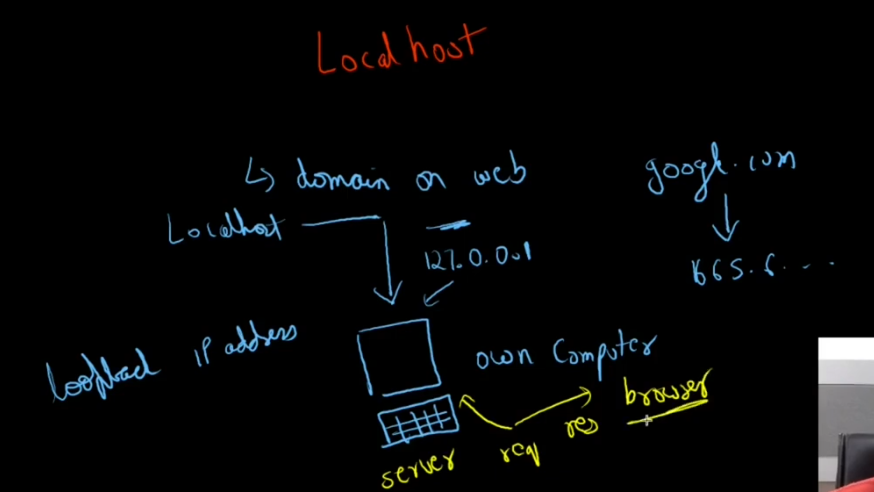 Localhost
↳ domain on web
google.com
Localhost
127.0.0.1
665.6....
loopback IP address
own Computer
browser
server req res